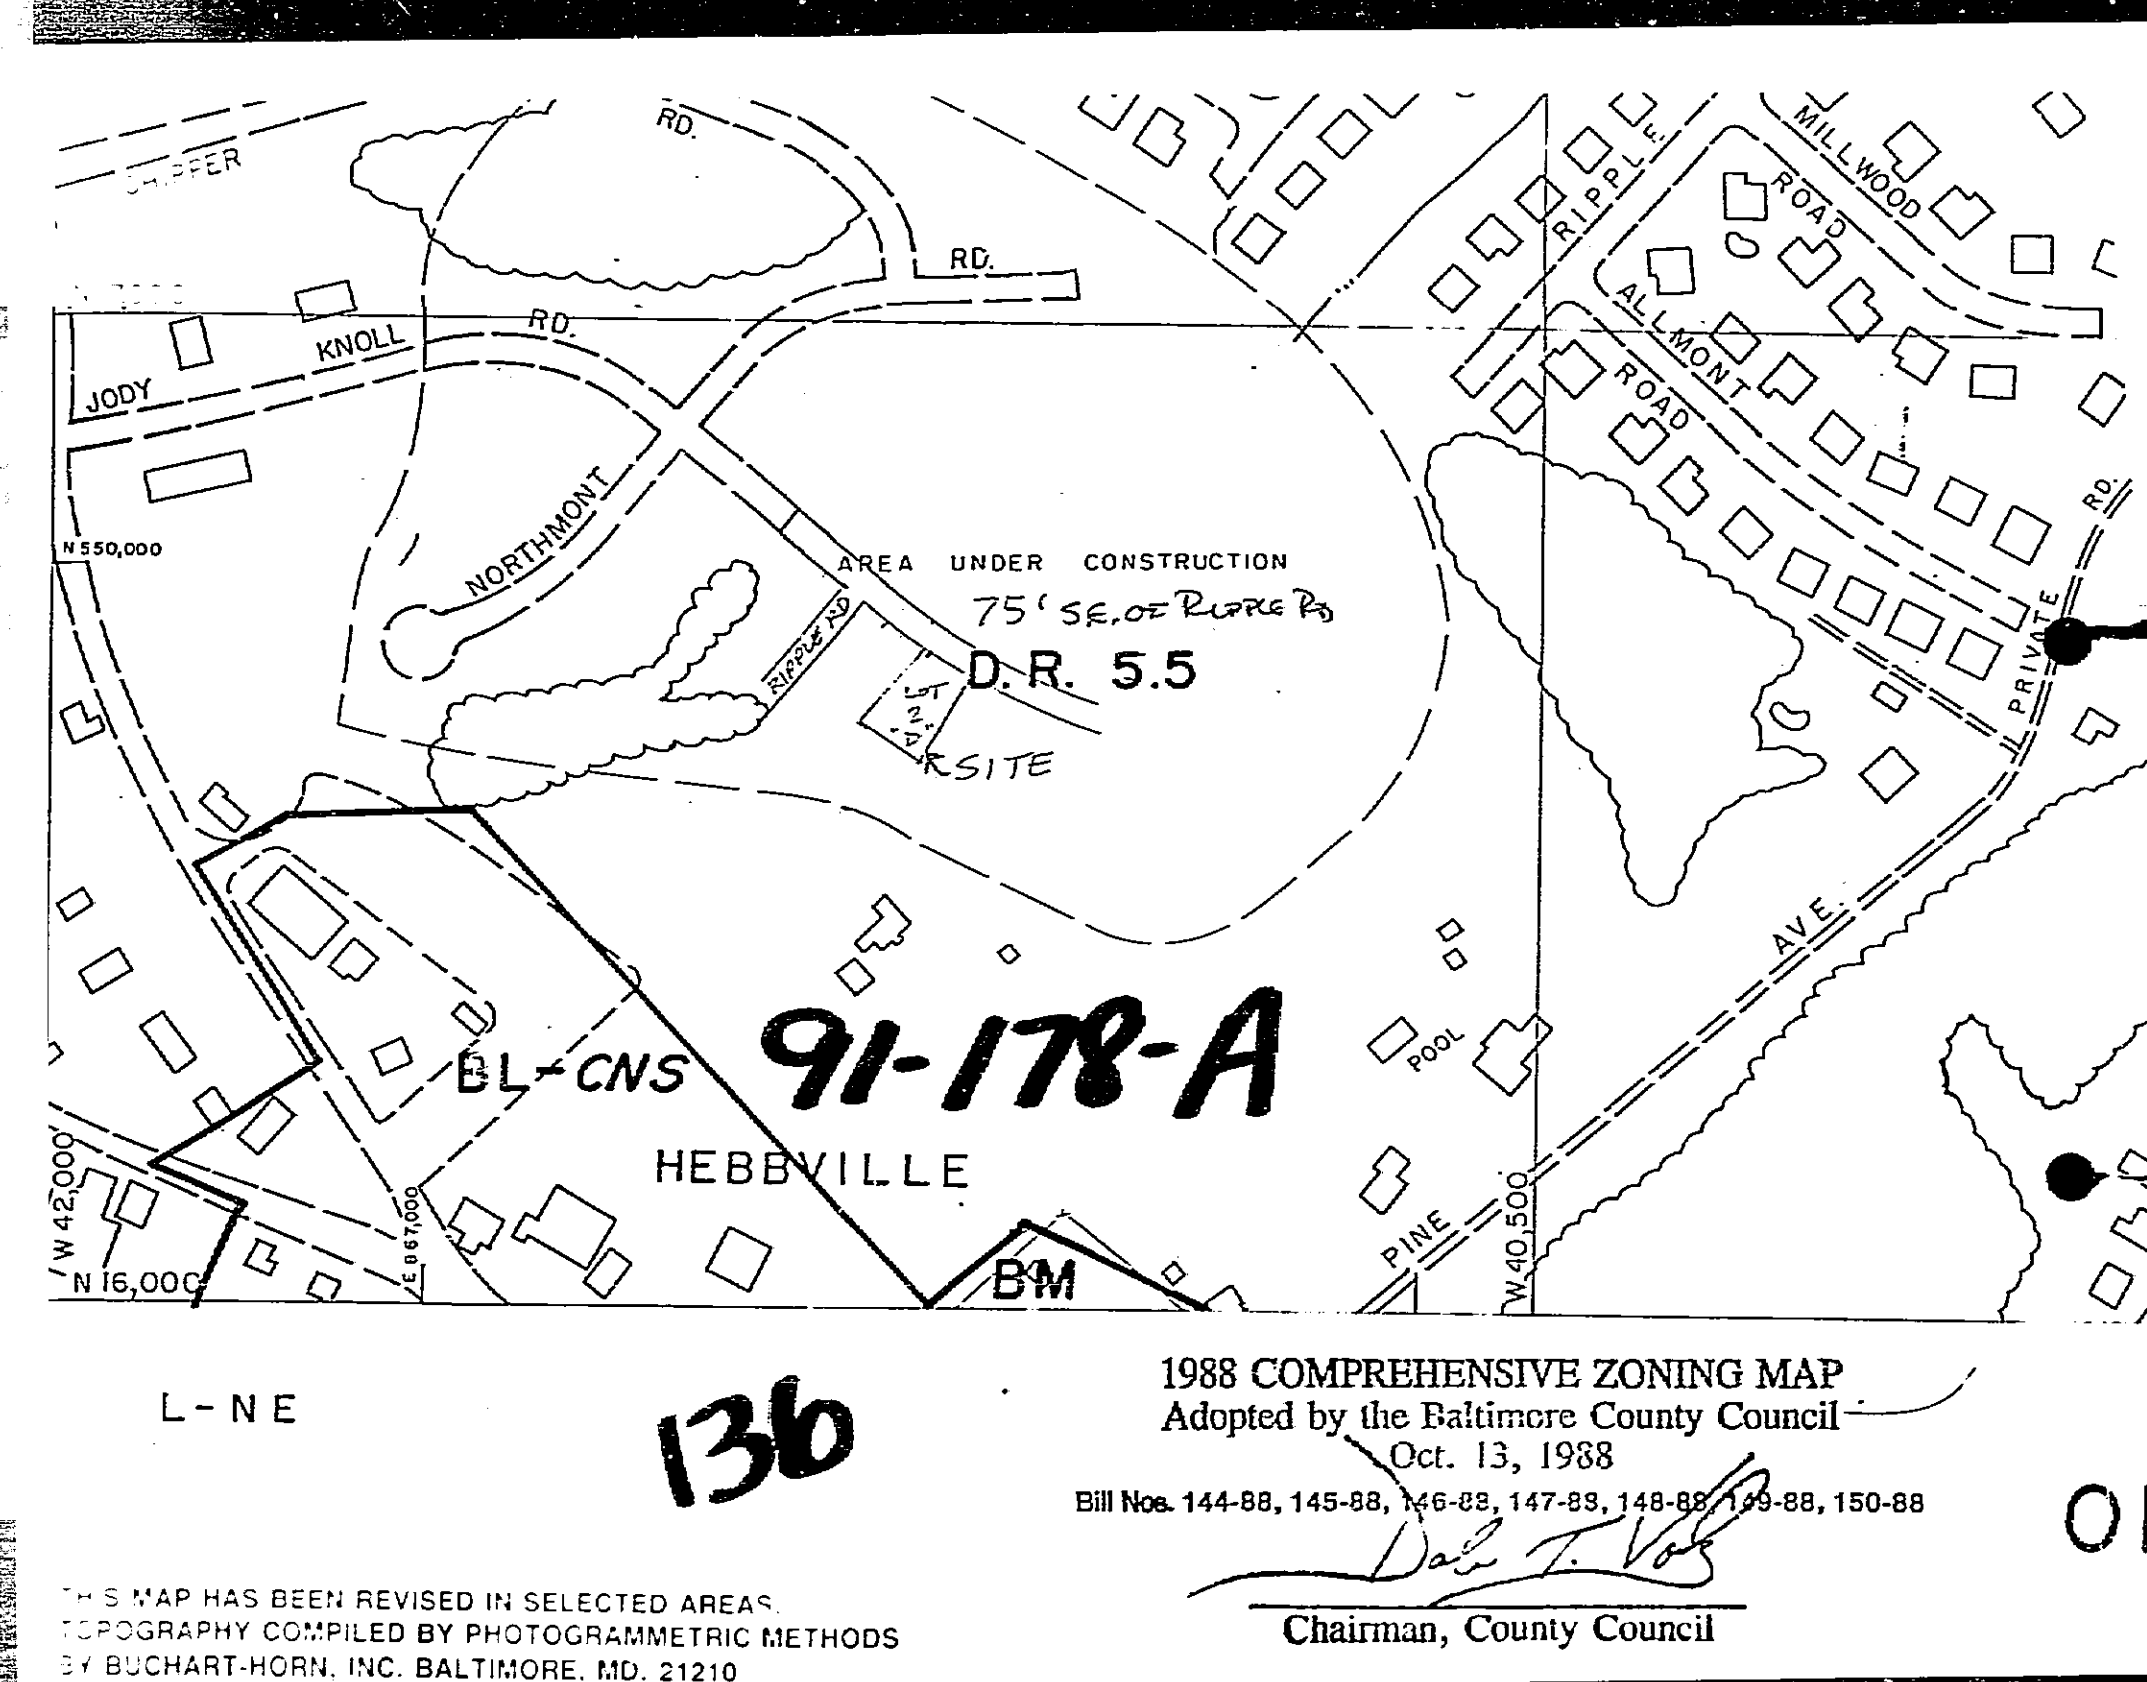 RD.
RIPPLE
MILLWOOD
ROAD
RD.
RD.
JODY KNOLL
ALLMONT
ROAD
RD.
NORTHMONT
N 550,000
AREA UNDER CONSTRUCTION
75' SE. OF RIPPLE RD
RIPPLE RD
D.R. 5.5
LOT
2
SITE
PRIVATE
AVE.
91-178-A
BL-CNS
POOL
HEBBVILLE
W 42,000
E 867,000
PINE
W 40,500
BM
N 16,000
1988 COMPREHENSIVE ZONING MAP
Adopted by the Baltimore County Council
Oct. 13, 1988
L-NE
136
Bill Nos. 144-88, 145-88, 146-88, 147-88, 148-88, 149-88, 150-88
Chairman, County Council
THIS MAP HAS BEEN REVISED IN SELECTED AREAS.
TOPOGRAPHY COMPILED BY PHOTOGRAMMETRIC METHODS
BY BUCHART-HORN, INC. BALTIMORE, MD. 21210